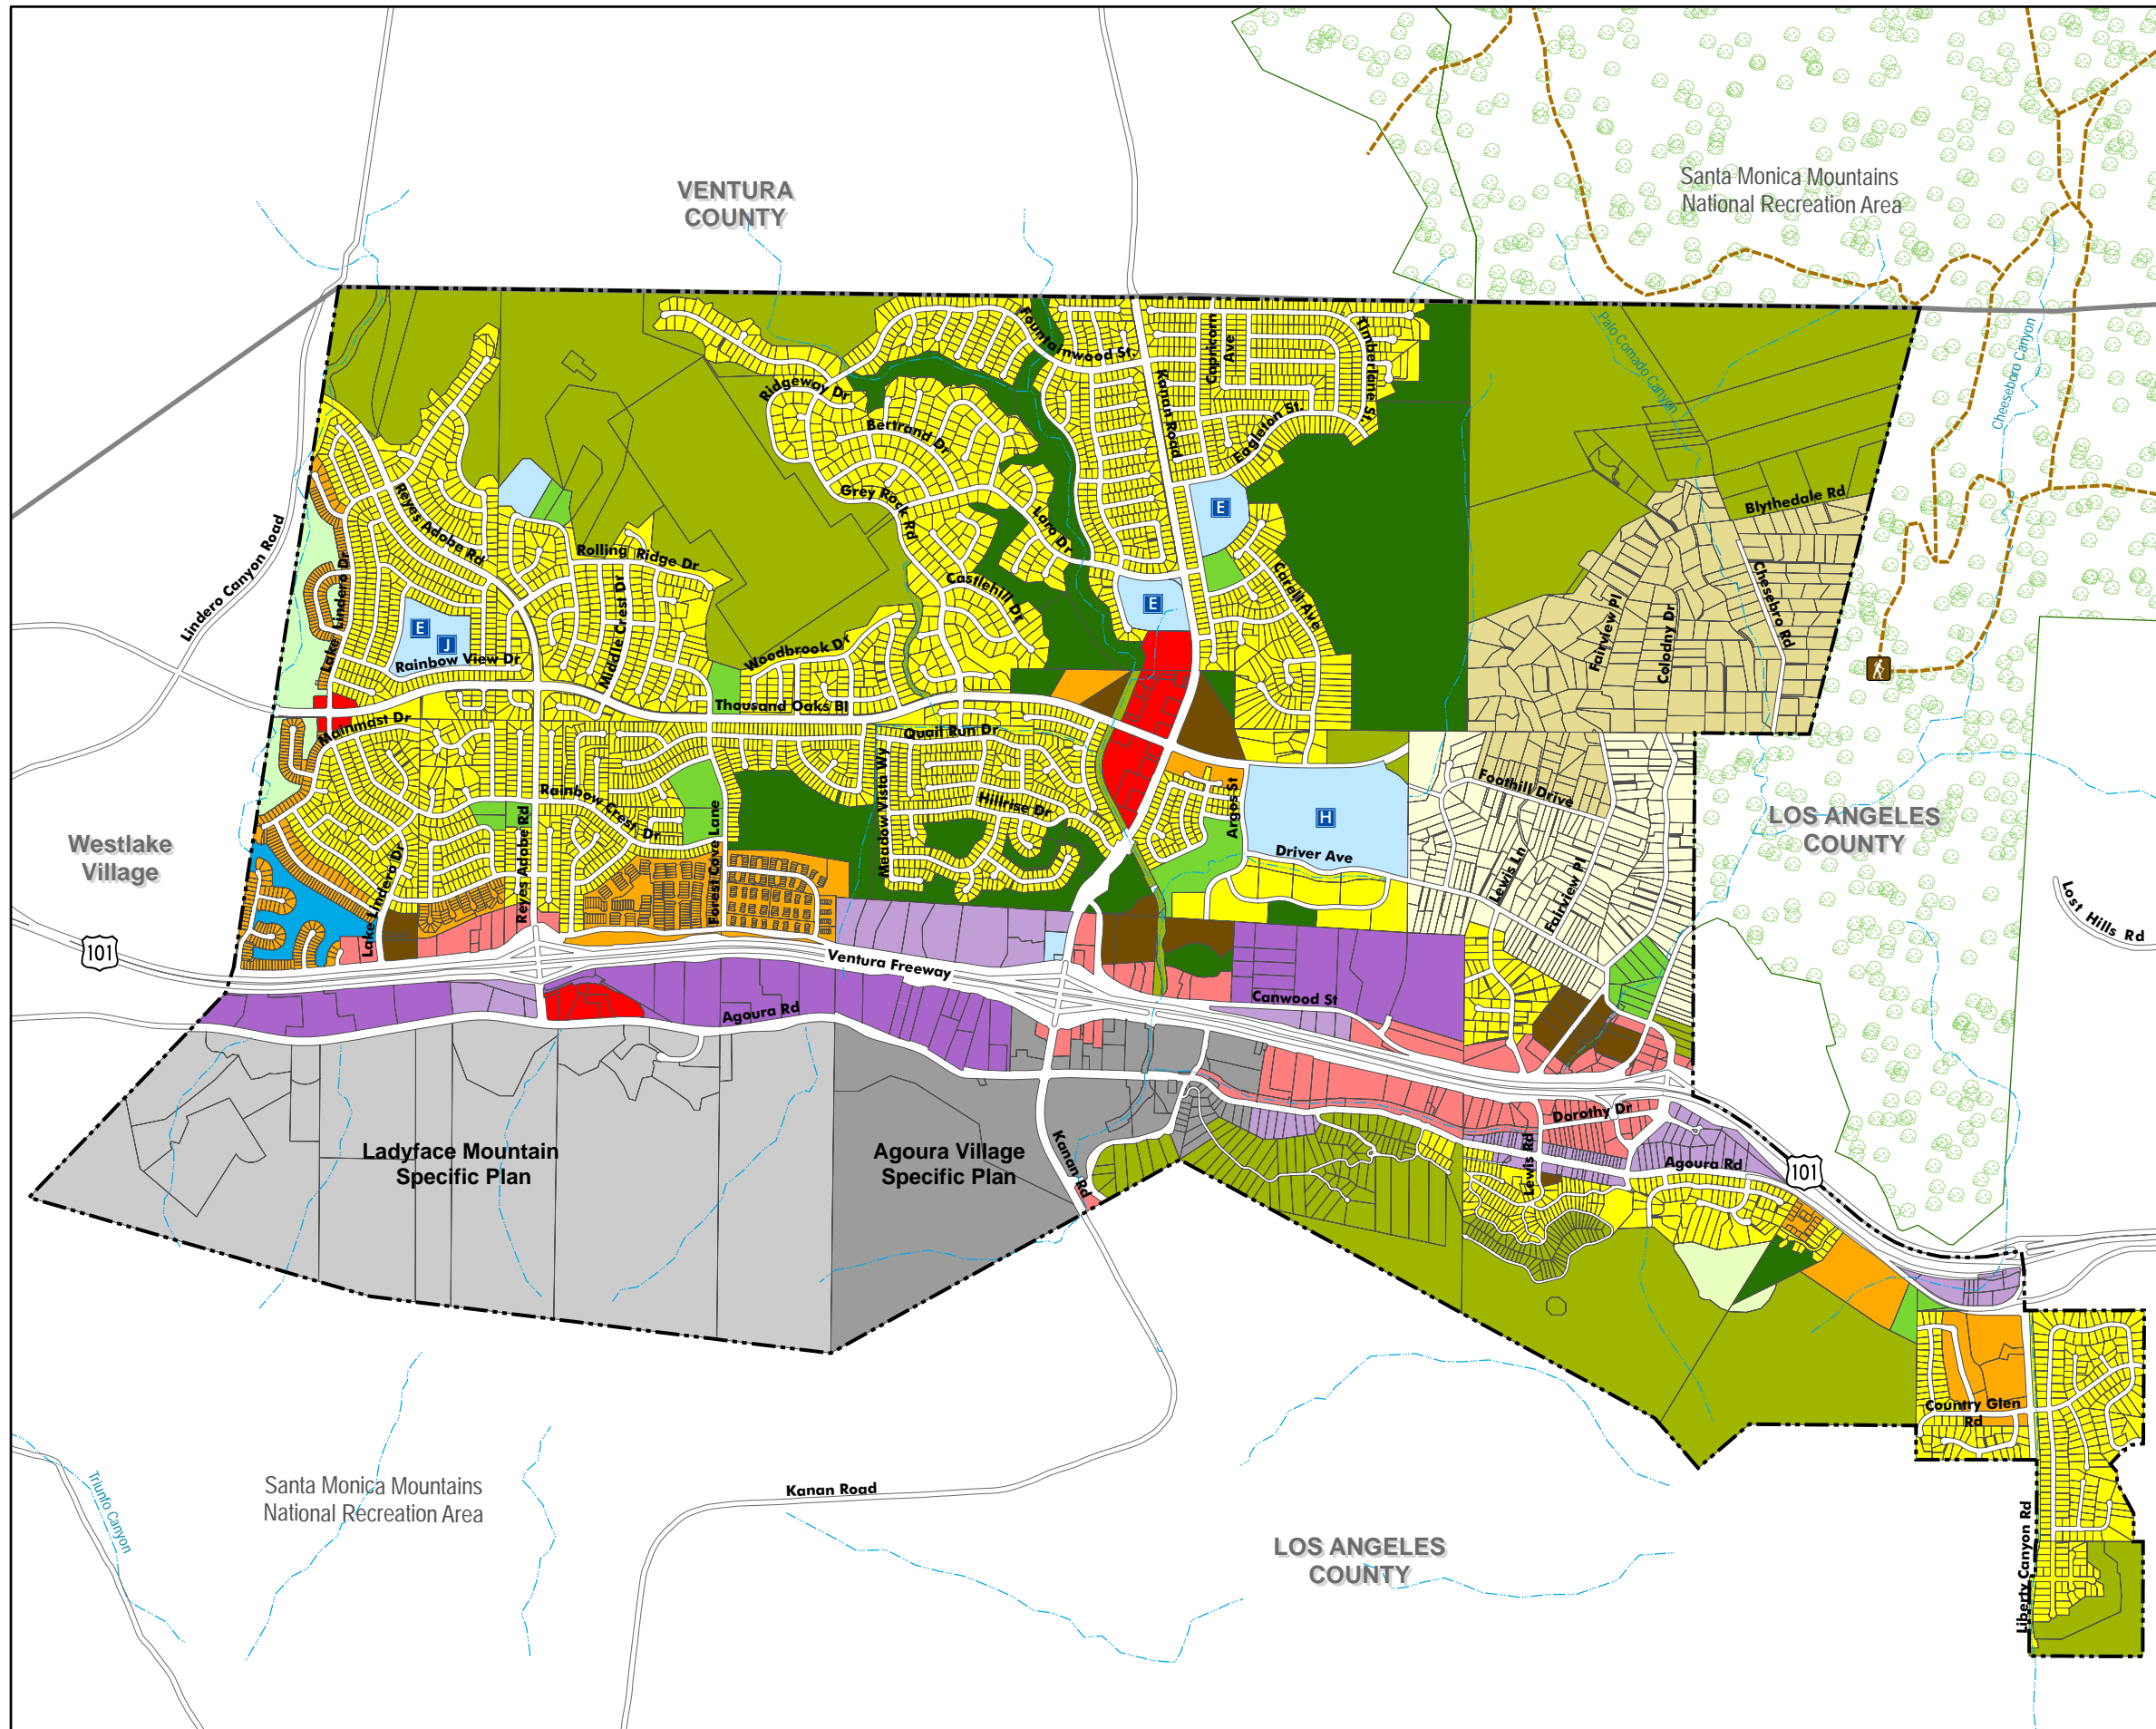 Santa Monica Mountains
National Recreation Area
VENTURA
COUNTY
Palo Comado Canyon
Cheeseboro Canyon
Fountainwood St.
Capricorn
Ave
Timberlane St.
Kanan Road
Ridgeway Dr
Bertrand Dr
Eagleton St.
Grey Rock Rd
Laro Dr
Reyes Adobe Rd
Blythedale Rd
E
Lindero Canyon Road
Rolling Ridge Dr
Lake Lindero Dr
Middle Crest Dr
Castlehill Dr
Carell Ave
Chesebro Rd
E
E
J
Rainbow View Dr
Woodbrook Dr
Fairview Pl
Colodny Dr
Thousand Oaks Bl
Mainmast Dr
Quail Run Dr
Meadow Vista Wy
Foothill Drive
Rainbow Crest Dr
Hillrise Dr
Argos St
H
LOS ANGELES
COUNTY
Westlake
Village
Reyes Adobe Rd
Forest Cove Lane
Driver Ave
Lewis Ln
Fairview Pl
Lake Lindero Dr
Lost Hills Rd
101
Ventura Freeway
Canwood St
Agoura Rd
Dorothy Dr
Ladyface Mountain
Specific Plan
Agoura Village
Specific Plan
Kanan Rd
Lewis Rd
Agoura Rd
101
Country Glen
Rd
Triunfo Canyon
Santa Monica Mountains
National Recreation Area
Kanan Road
LOS ANGELES
COUNTY
Liberty Canyon Rd